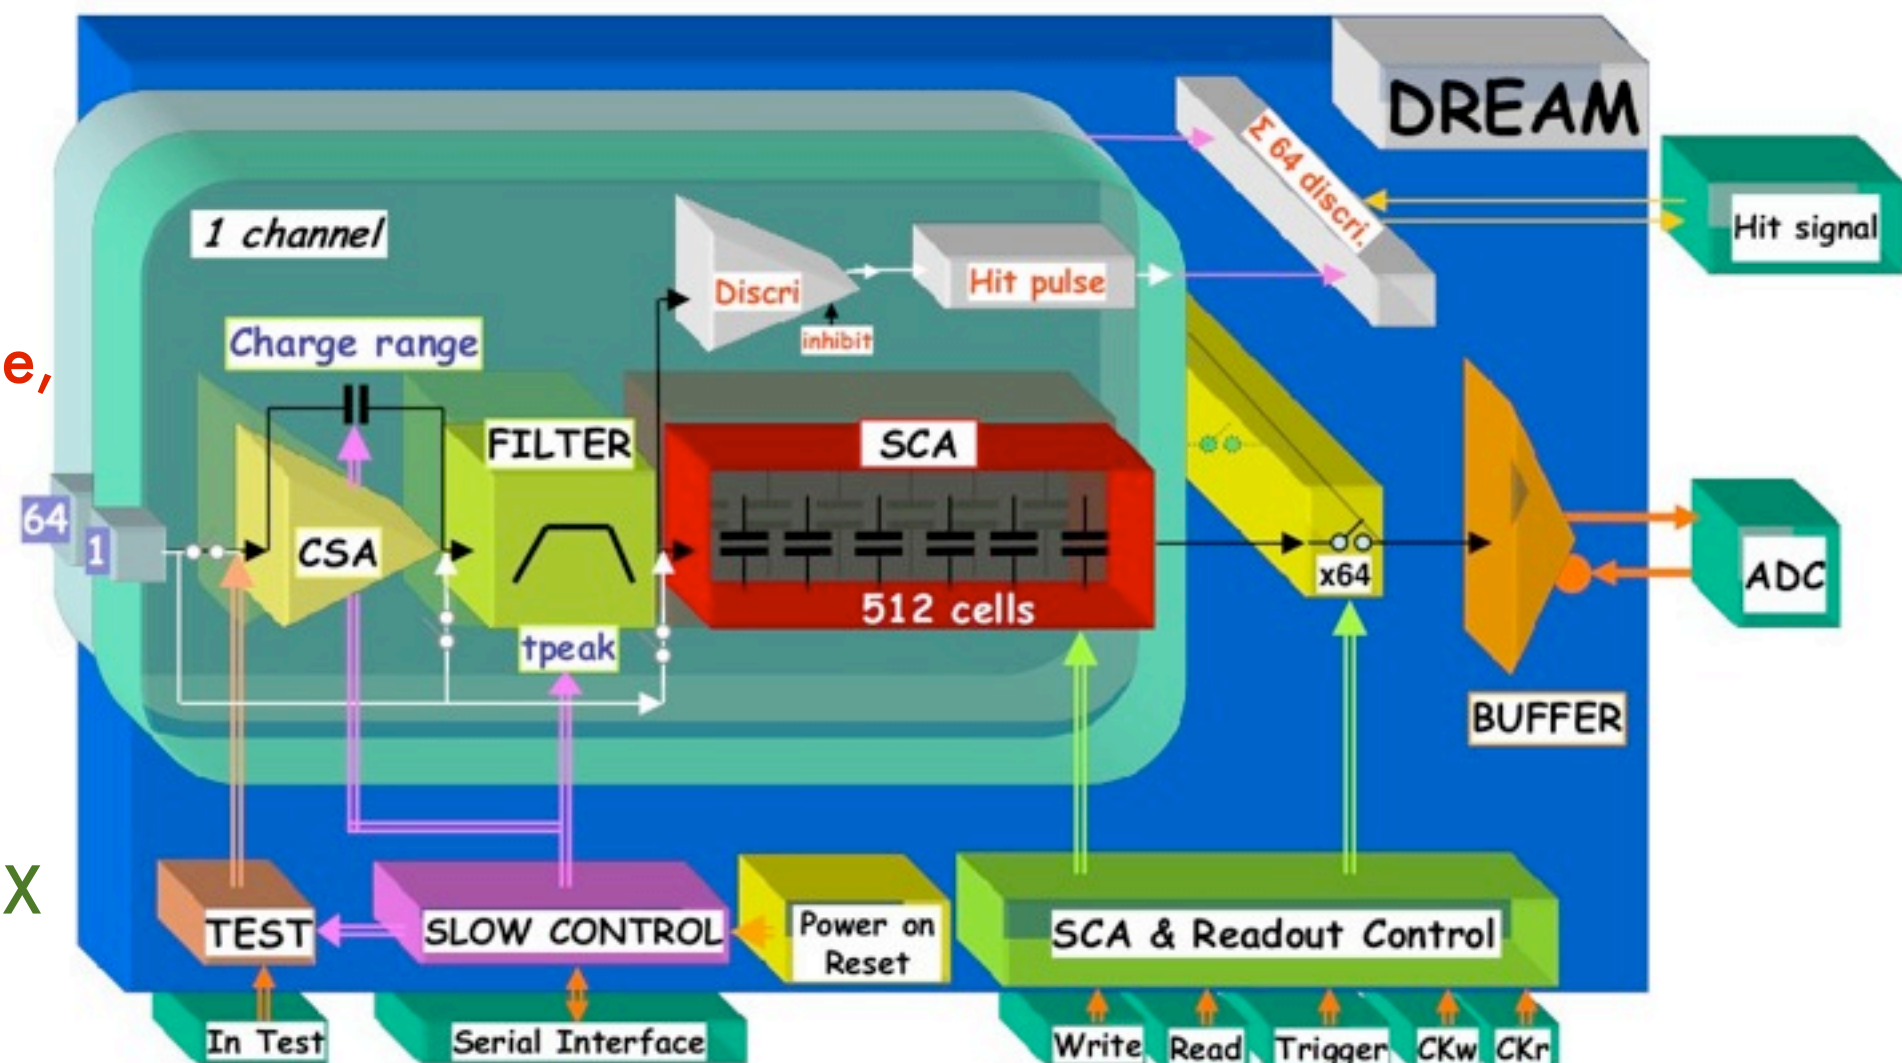 DREAM
Σ 64 discri.
Hit signal
1 channel
Discri
Hit pulse
inhibit
Charge range
e,
FILTER
SCA
64
1
CSA
512 cells
tpeak
x64
ADC
BUFFER
X
TEST
SLOW CONTROL
Power on
Reset
SCA & Readout Control
In Test
Serial Interface
Write
Read
Trigger
CKw
CKr